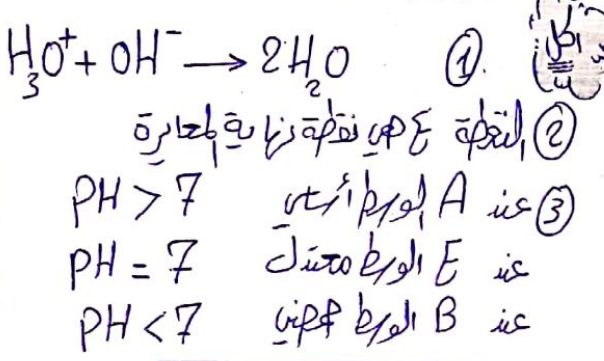 الحل
① H₃O⁺ + OH⁻ → 2H₂O
② النقطة E هي نقطة نهاية المعايرة
③ عند A الوسط أساسي PH > 7
عند E الوسط معتدل PH = 7
عند B الوسط حمضي PH < 7